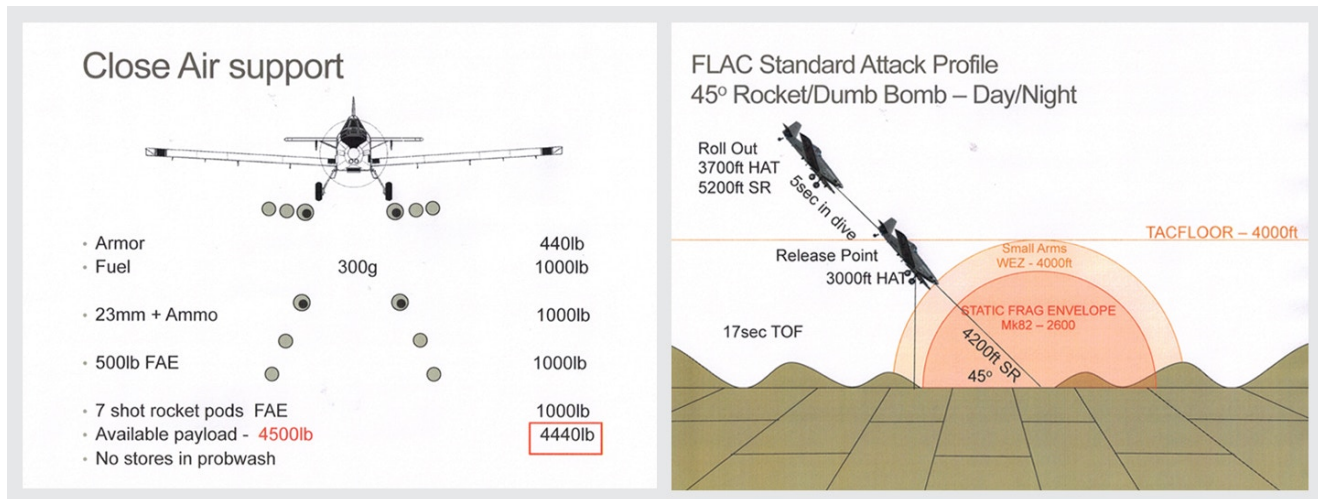 Close Air support
• Armor 440lb
• Fuel 300g 1000lb
• 23mm + Ammo 1000lb
• 500lb FAE 1000lb
• 7 shot rocket pods FAE 1000lb
• Available payload - 4500lb 4440lb
• No stores in probwash
FLAC Standard Attack Profile
45º Rocket/Dumb Bomb – Day/Night
Roll Out
3700ft HAT
5200ft SR
5sec in dive
TACFLOOR – 4000ft
Small Arms
WEZ - 4000ft
Release Point
3000ft HAT
STATIC FRAG ENVELOPE
Mk82 – 2600
17sec TOF
4200ft SR
45º